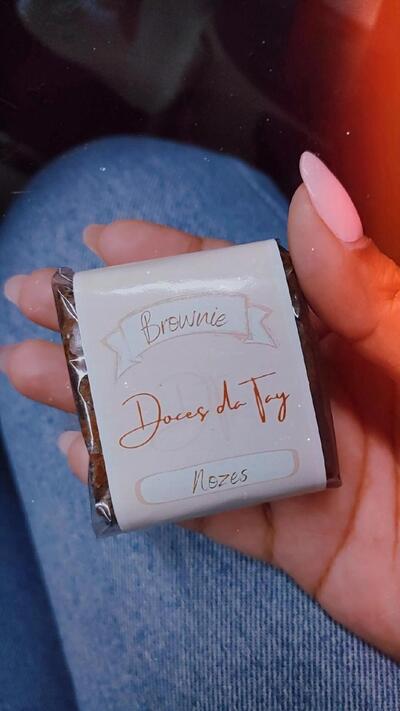 Brownie
Doces da Tay
Nozes